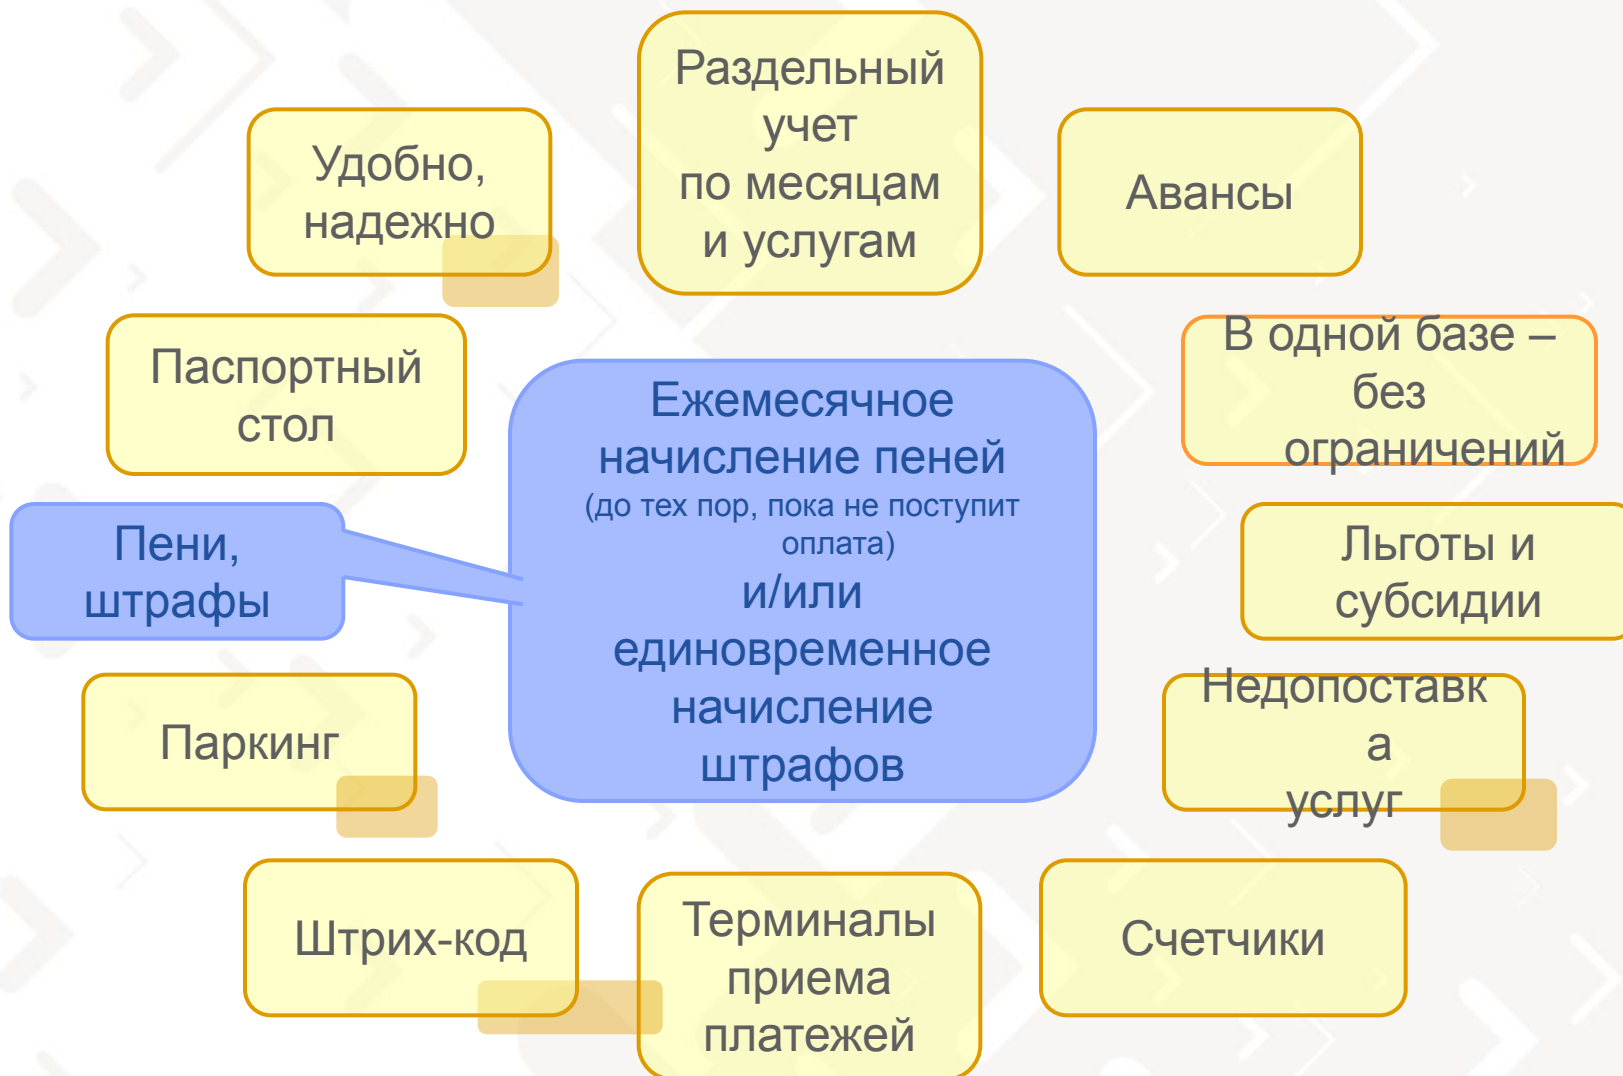 Раздельный
учет
по месяцам
и услугам
Удобно,
надежно
Авансы
Паспортный
стол
В одной базе –
без
ограничений
Ежемесячное
начисление пеней
(до тех пор, пока не поступит
оплата)
и/или
единовременное
начисление
штрафов
Пени,
штрафы
Льготы и
субсидии
Паркинг
Недопоставк
а
услуг
Штрих-код
Терминалы
приема
платежей
Счетчики